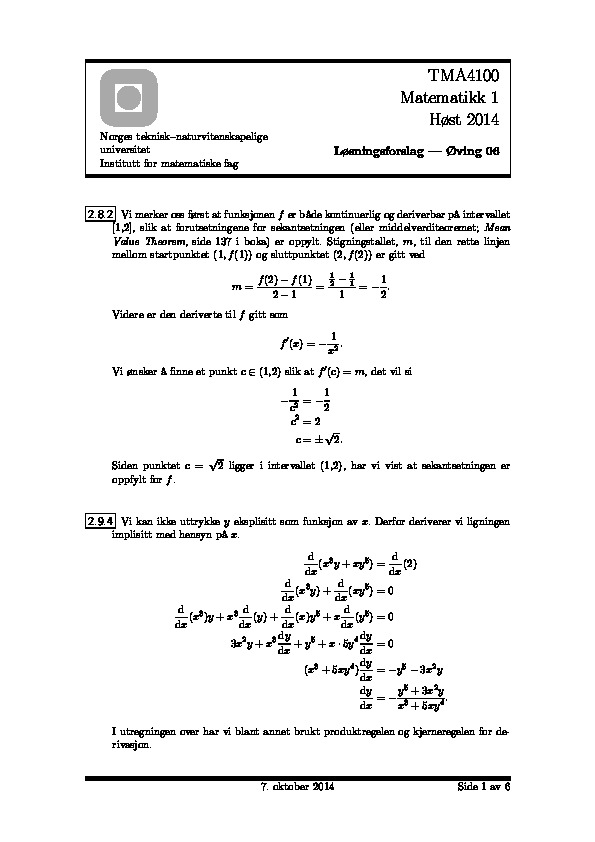 TMA4100
Matematikk 1
Høst 2014
Norges teknisk–naturvitenskapelige
universitet
Institutt for matematiske fag
Løsningsforslag — Øving 06
2.8.2 Vi merker oss først at funksjonen f er både kontinuerlig og deriverbar på intervallet
[1,2], slik at forutsetningene for sekantsetningen (eller middelverditeoremet; Mean
Value Theorem, side 137 i boka) er oppylt. Stigningstallet, m, til den rette linjen
mellom startpunktet (1, f(1)) og sluttpunktet (2, f(2)) er gitt ved
m = \frac{f(2) − f(1)}{2 − 1} = \frac{\frac{1}{2} − \frac{1}{1}}{1} = −\frac{1}{2}.
Videre er den deriverte til f gitt som
f′(x) = −\frac{1}{x^2}.
Vi ønsker å finne et punkt c ∈ (1,2) slik at f′(c) = m, det vil si
−\frac{1}{c^2} = −\frac{1}{2}
c^2 = 2
c = ±√2.
Siden punktet c = √2 ligger i intervallet (1,2), har vi vist at sekantsetningen er
oppfylt for f.
2.9.4 Vi kan ikke uttrykke y eksplisitt som funksjon av x. Derfor deriverer vi ligningen
implisitt med hensyn på x.
\frac{d}{dx}(x^3y + xy^5) = \frac{d}{dx}(2)
\frac{d}{dx}(x^3y) + \frac{d}{dx}(xy^5) = 0
\frac{d}{dx}(x^3)y + x^3\frac{d}{dx}(y) + \frac{d}{dx}(x)y^5 + x\frac{d}{dx}(y^5) = 0
3x^2y + x^3\frac{dy}{dx} + y^5 + x · 5y^4\frac{dy}{dx} = 0
(x^3 + 5xy^4)\frac{dy}{dx} = −y^5 − 3x^2y
\frac{dy}{dx} = −\frac{y^5 + 3x^2y}{x^3 + 5xy^4}.
I utregningen over har vi blant annet brukt produktregelen og kjerneregelen for de-
rivasjon.
7. oktober 2014 Side 1 av 6